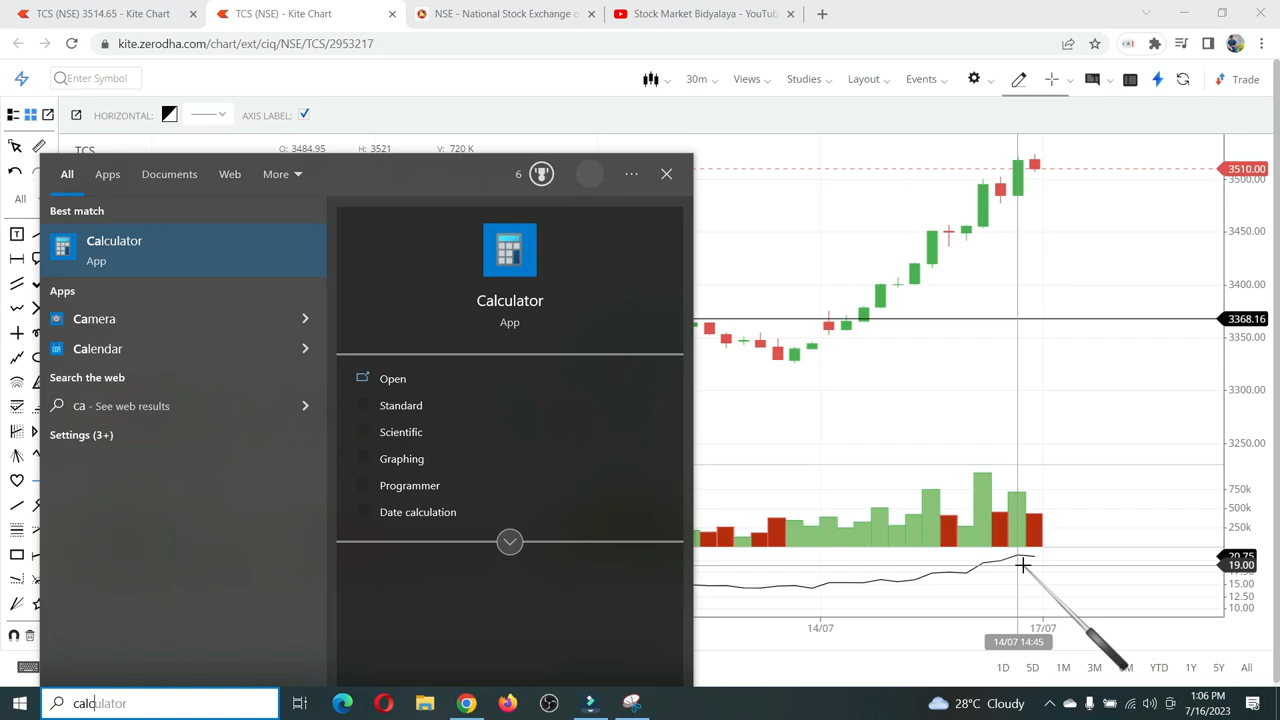 TCS (NSE) 3514.65 - Kite Chart
TCS (NSE) - Kite Chart
NSE - National Stock Exchange o
Stock Market Bidyalaya - YouTub
kite.zerodha.com/chart/ext/ciq/NSE/TCS/2953217
Enter Symbol
30m
Views
Studies
Layout
Events
Trade
HORIZONTAL:
AXIS LABEL:
TCS
O: 3484.95
H: 3521
V: 720 K
All
Apps
Documents
Web
More
6
Best match
Calculator
App
Apps
Camera
Calendar
Search the web
ca - See web results
Settings (3+)
Calculator
App
Open
Standard
Scientific
Graphing
Programmer
Date calculation
All
3510.00
3500.00
3450.00
3400.00
3368.16
3350.00
3300.00
3250.00
750k
500k
250k
20.75
19.00
15.00
12.50
10.00
14/07
17/07
14/07 14:45
1D
5D
1M
3M
YTD
1Y
5Y
All
calculator
28°C Cloudy
1:06 PM
7/16/2023